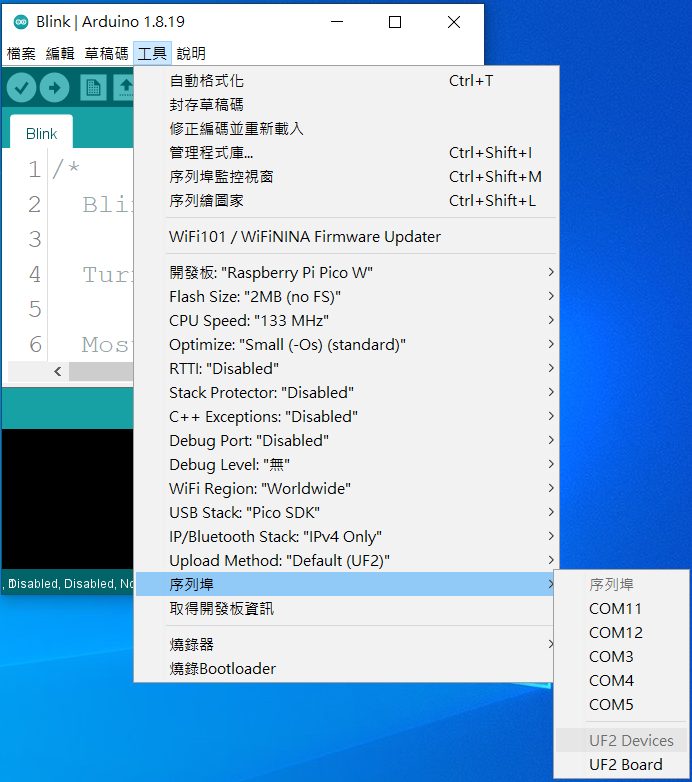 Blink | Arduino 1.8.19
檔案 編輯 草稿碼 工具 說明
Blink
1 /*
2 Bli
3
4 Tur
5
6 Mos
自動格式化 Ctrl+T
封存草稿碼
修正編碼並重新載入
管理程式庫... Ctrl+Shift+I
序列埠監控視窗 Ctrl+Shift+M
序列繪圖家 Ctrl+Shift+L
WiFi101 / WiFiNINA Firmware Updater
開發板: "Raspberry Pi Pico W"
Flash Size: "2MB (no FS)"
CPU Speed: "133 MHz"
Optimize: "Small (-Os) (standard)"
RTTI: "Disabled"
Stack Protector: "Disabled"
C++ Exceptions: "Disabled"
Debug Port: "Disabled"
Debug Level: "無"
WiFi Region: "Worldwide"
USB Stack: "Pico SDK"
IP/Bluetooth Stack: "IPv4 Only"
Upload Method: "Default (UF2)"
, Disabled, Disabled, No
序列埠
取得開發板資訊
燒錄器
燒錄Bootloader
序列埠
COM11
COM12
COM3
COM4
COM5
UF2 Devices
UF2 Board